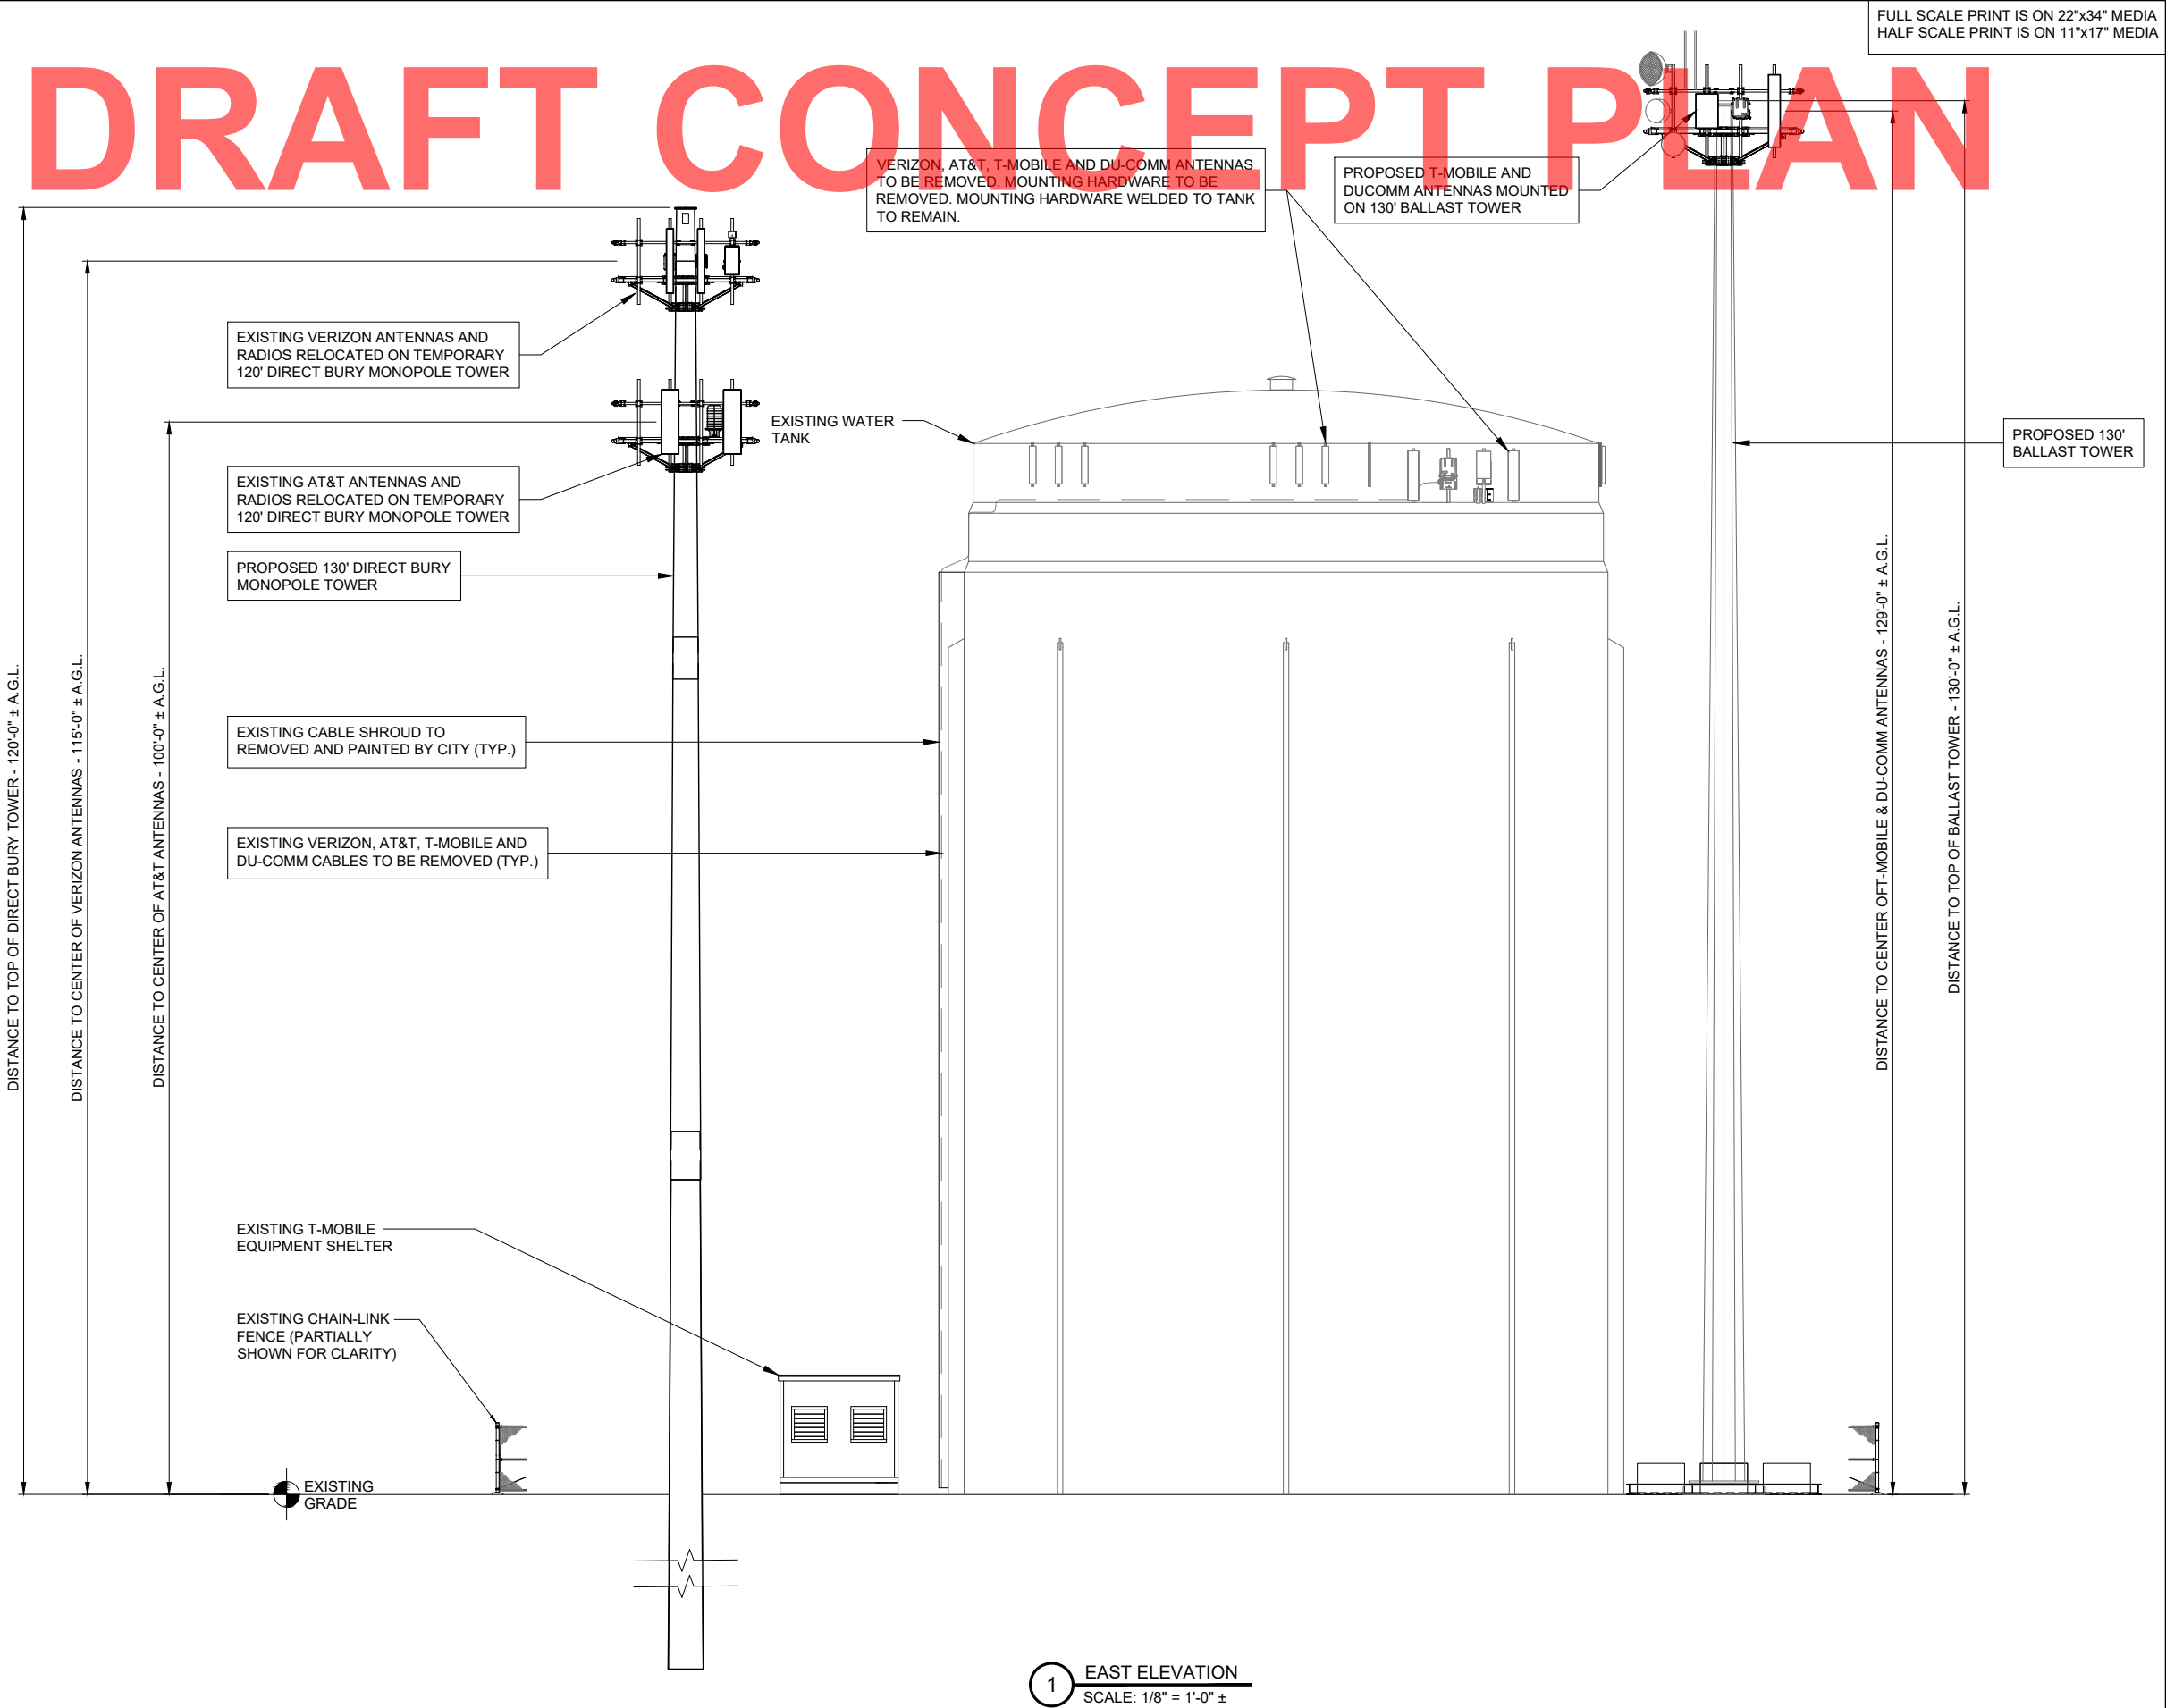 FULL SCALE PRINT IS ON 22"x34" MEDIA
HALF SCALE PRINT IS ON 11"x17" MEDIA
DRAFT CONCEPT PLAN
VERIZON, AT&T, T-MOBILE AND DU-COMM ANTENNAS
TO BE REMOVED. MOUNTING HARDWARE TO BE
REMOVED. MOUNTING HARDWARE WELDED TO TANK
TO REMAIN.
PROPOSED T-MOBILE AND
DUCOMM ANTENNAS MOUNTED
ON 130' BALLAST TOWER
EXISTING VERIZON ANTENNAS AND
RADIOS RELOCATED ON TEMPORARY
120' DIRECT BURY MONOPOLE TOWER
EXISTING WATER
TANK
PROPOSED 130'
BALLAST TOWER
EXISTING AT&T ANTENNAS AND
RADIOS RELOCATED ON TEMPORARY
120' DIRECT BURY MONOPOLE TOWER
PROPOSED 130' DIRECT BURY
MONOPOLE TOWER
DISTANCE TO TOP OF DIRECT BURY TOWER - 120'-0" ± A.G.L.
DISTANCE TO CENTER OF VERIZON ANTENNAS - 115'-0" ± A.G.L.
DISTANCE TO CENTER OF AT&T ANTENNAS - 100'-0" ± A.G.L.
DISTANCE TO CENTER OFT-MOBILE & DU-COMM ANTENNAS - 129'-0" ± A.G.L.
DISTANCE TO TOP OF BALLAST TOWER - 130'-0" ± A.G.L.
EXISTING CABLE SHROUD TO
REMOVED AND PAINTED BY CITY (TYP.)
EXISTING VERIZON, AT&T, T-MOBILE AND
DU-COMM CABLES TO BE REMOVED (TYP.)
EXISTING T-MOBILE
EQUIPMENT SHELTER
EXISTING CHAIN-LINK
FENCE (PARTIALLY
SHOWN FOR CLARITY)
EXISTING
GRADE
1
EAST ELEVATION
SCALE: 1/8" = 1'-0" ±